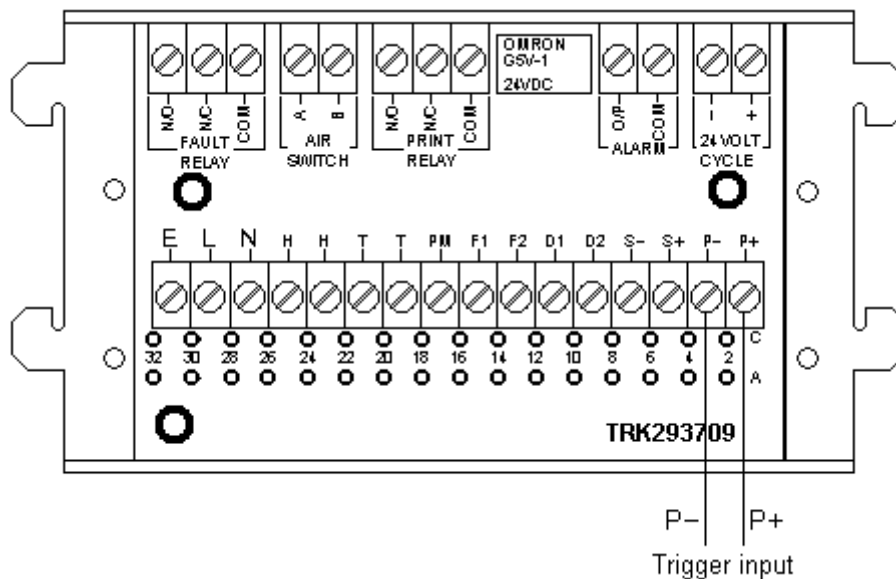 OMRON
G5V-1
24VDC
N/O N/C COM A B N/O N/C COM O/P COM - +
FAULT RELAY AIR SWITCH PRINT RELAY ALARM 24 VOLT CYCLE
E L N H H T T PM F1 F2 D1 D2 S- S+ P- P+
C
32 30 28 26 24 22 20 18 16 14 12 10 8 6 4 2
A
TRK293709
P- P+
Trigger input